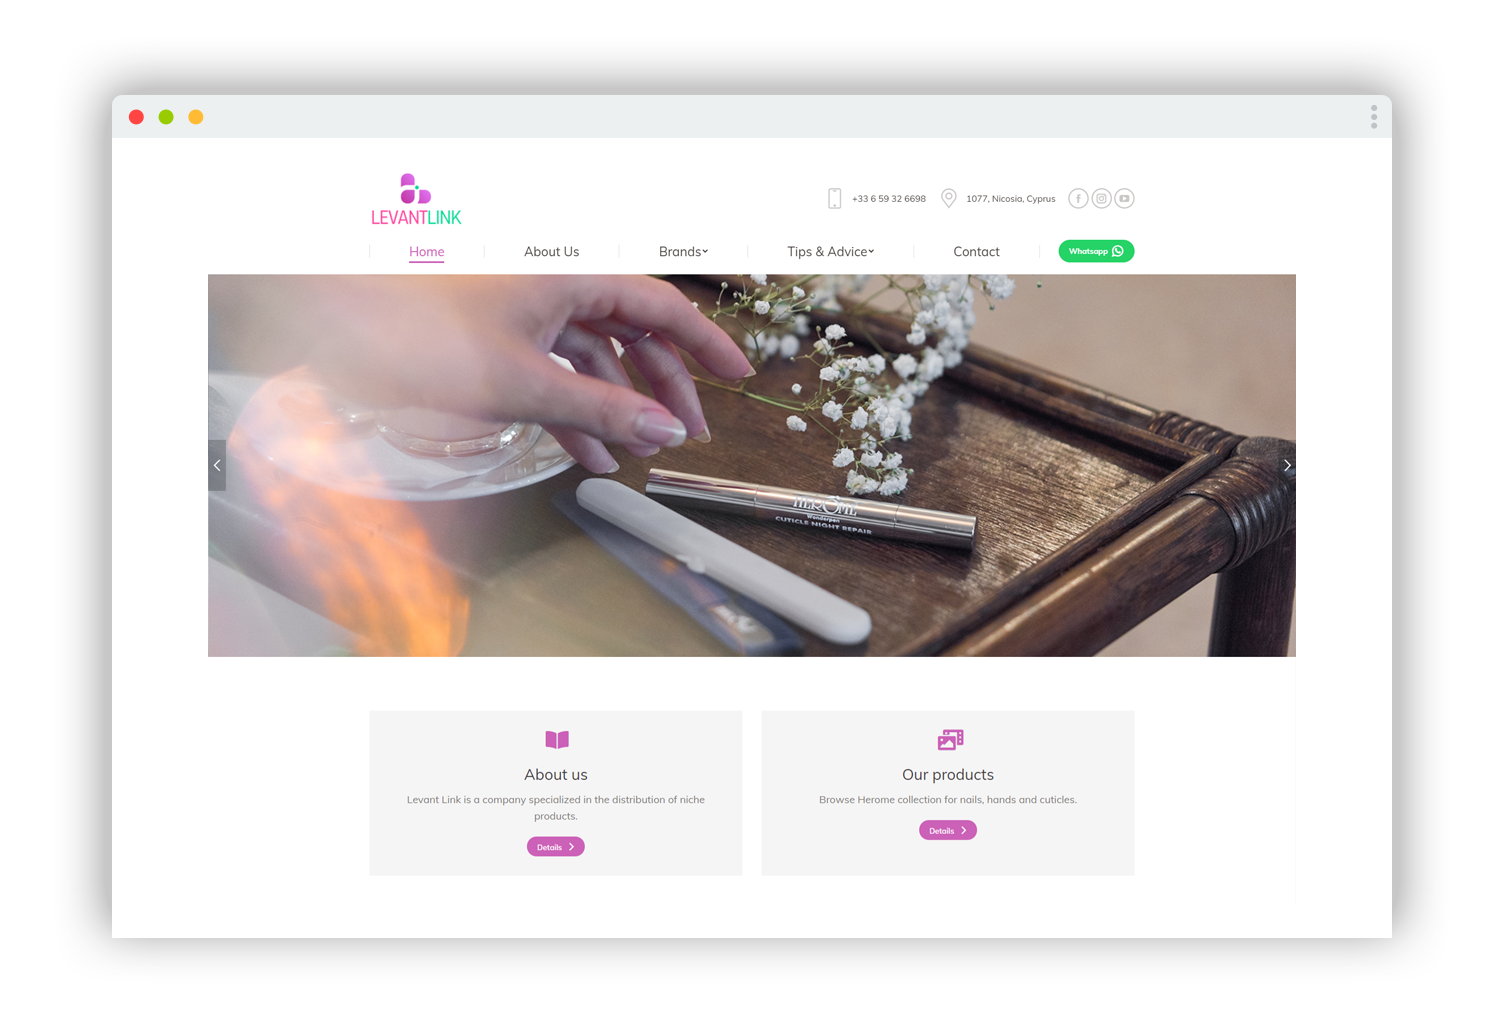 LEVANTLINK
+33 6 59 32 6698
1077, Nicosia, Cyprus
Home
About Us
Brands
Tips & Advice
Contact
Whatsapp
HERÔME
Wonderpen
CUTICLE NIGHT REPAIR
About us
Levant Link is a company specialized in the distribution of niche
products.
Details
Our products
Browse Herome collection for nails, hands and cuticles.
Details